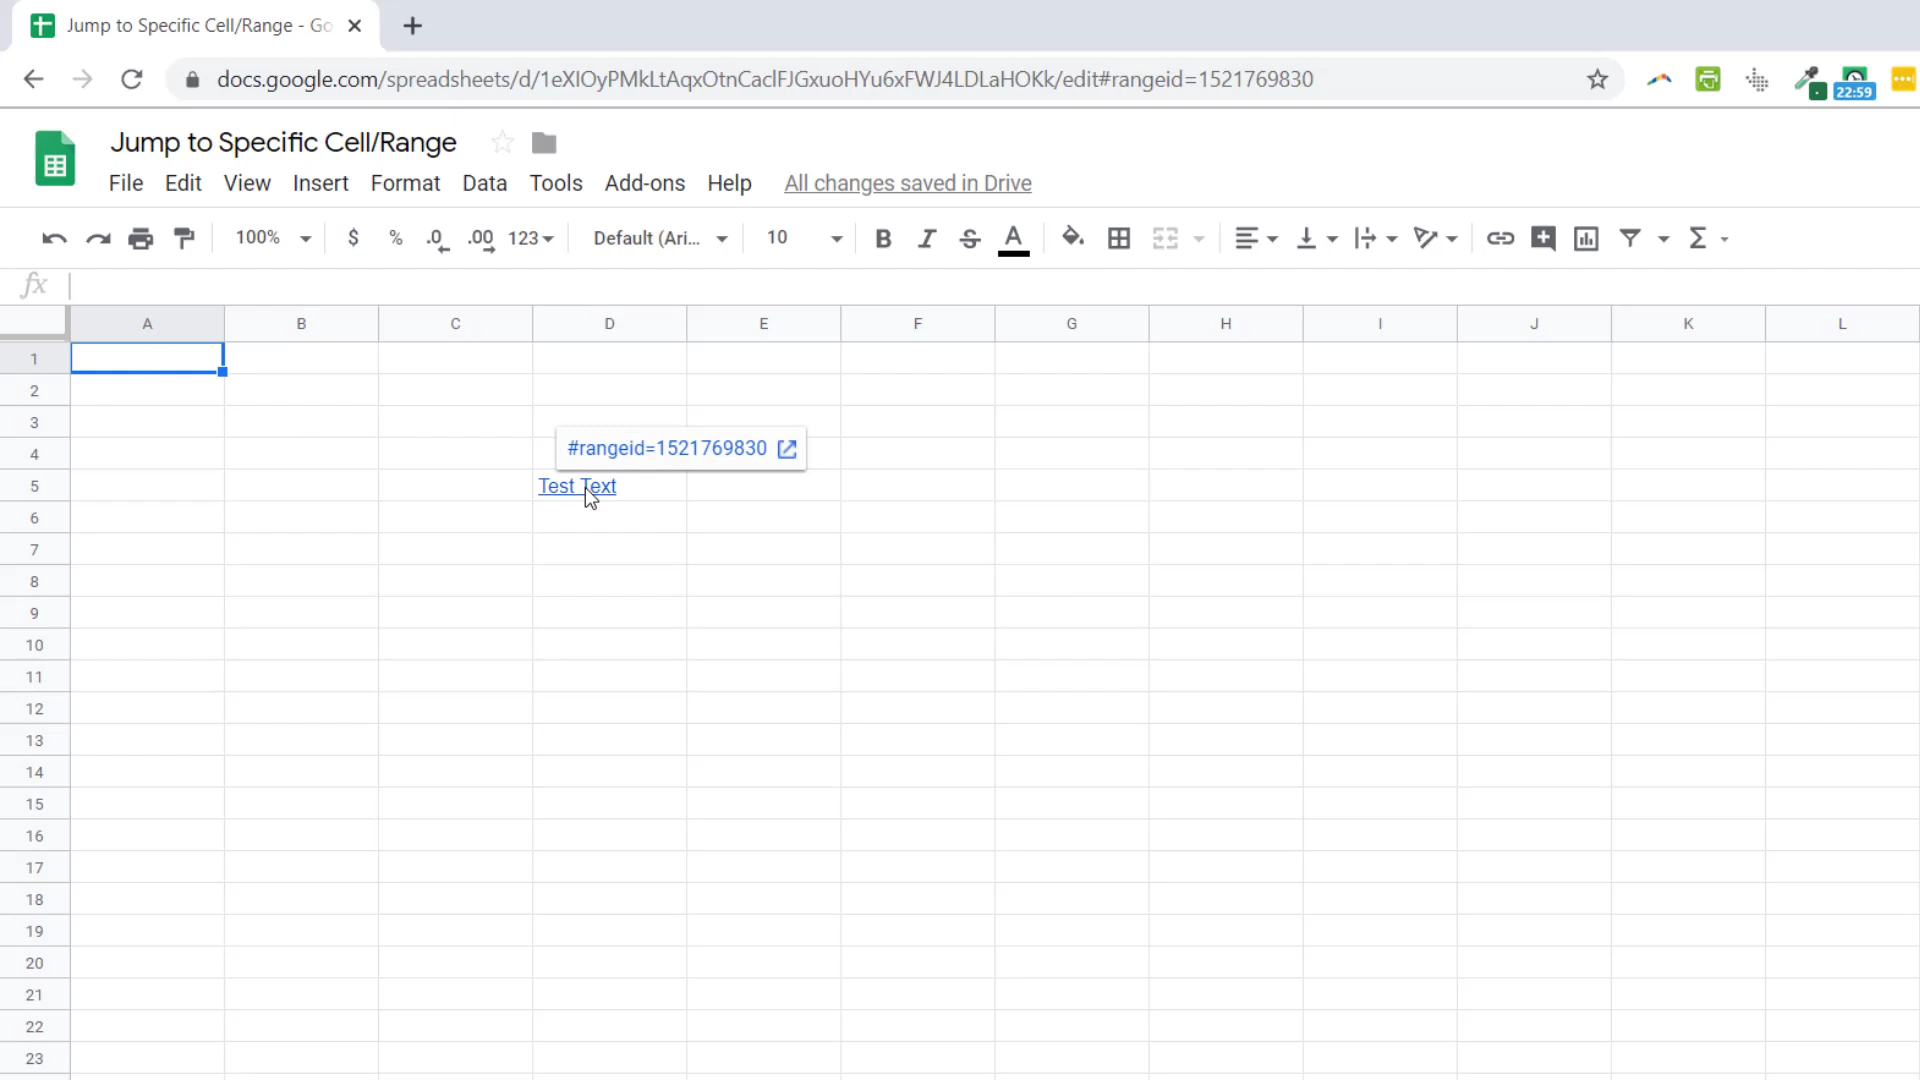 Jump to Specific Cell/Range - Go
docs.google.com/spreadsheets/d/1eXIOyPMkLtAqxOtnCaclFJGxuoHYu6xFWJ4LDLaHOKk/edit#rangeid=1521769830
22:59
Jump to Specific Cell/Range
File Edit View Insert Format Data Tools Add-ons Help All changes saved in Drive
100% $ % .0 .00 123 Default (Ari... 10 B I S A
fx
A B C D E F G H I J K L
1
2
3
#rangeid=1521769830
4
5 Test Text
6
7
8
9
10
11
12
13
14
15
16
17
18
19
20
21
22
23